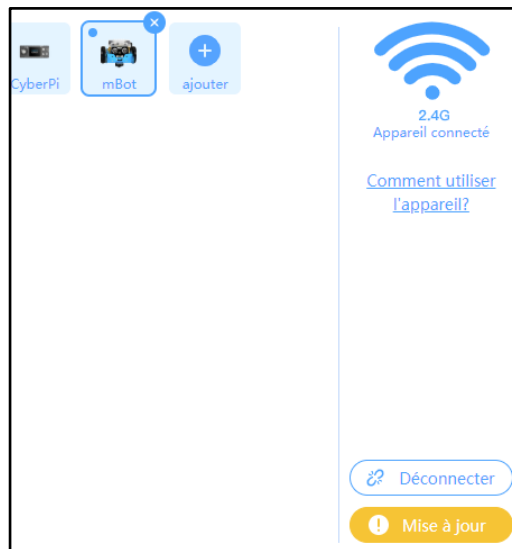 CyberPi
mBot
ajouter
2.4G
Appareil connecté
Comment utiliser
l'appareil?
Déconnecter
Mise à jour